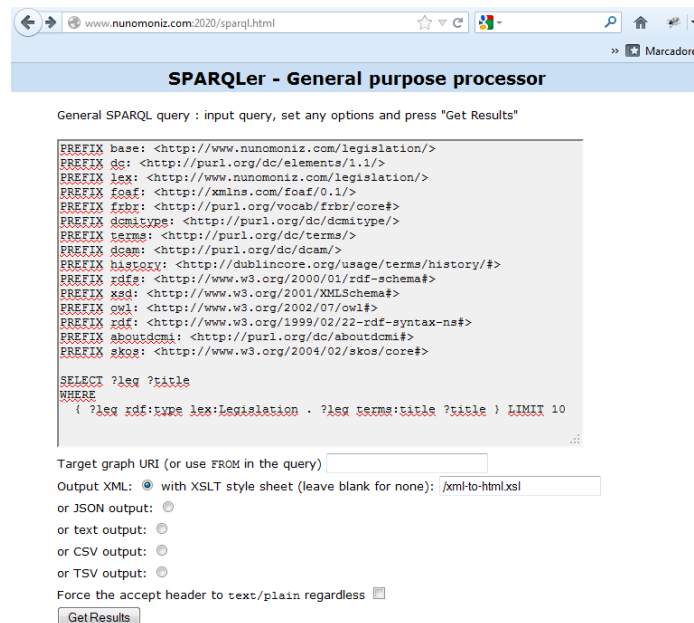 www.nunomoniz.com:2020/sparql.html
» Marcadore
SPARQLer - General purpose processor
General SPARQL query : input query, set any options and press "Get Results"
PREFIX base: <http://www.nunomoniz.com/legislation/>
PREFIX dc: <http://purl.org/dc/elements/1.1/>
PREFIX lex: <http://www.nunomoniz.com/legislation/>
PREFIX foaf: <http://xmlns.com/foaf/0.1/>
PREFIX frbr: <http://purl.org/vocab/frbr/core#>
PREFIX dcmitype: <http://purl.org/dc/dcmitype/>
PREFIX terms: <http://purl.org/dc/terms/>
PREFIX dcam: <http://purl.org/dc/dcam/>
PREFIX history: <http://dublincore.org/usage/terms/history/#>
PREFIX rdfs: <http://www.w3.org/2000/01/rdf-schema#>
PREFIX xsd: <http://www.w3.org/2001/XMLSchema#>
PREFIX owl: <http://www.w3.org/2002/07/owl#>
PREFIX rdf: <http://www.w3.org/1999/02/22-rdf-syntax-ns#>
PREFIX aboutdcmi: <http://purl.org/dc/aboutdcmi#>
PREFIX skos: <http://www.w3.org/2004/02/skos/core#>
SELECT ?leg ?title
WHERE
{ ?leg rdf:type lex:Legislation . ?leg terms:title ?title } LIMIT 10
Target graph URI (or use FROM in the query)
Output XML: with XSLT style sheet (leave blank for none): /xml-to-html.xsl
or JSON output:
or text output:
or CSV output:
or TSV output:
Force the accept header to text/plain regardless
Get Results